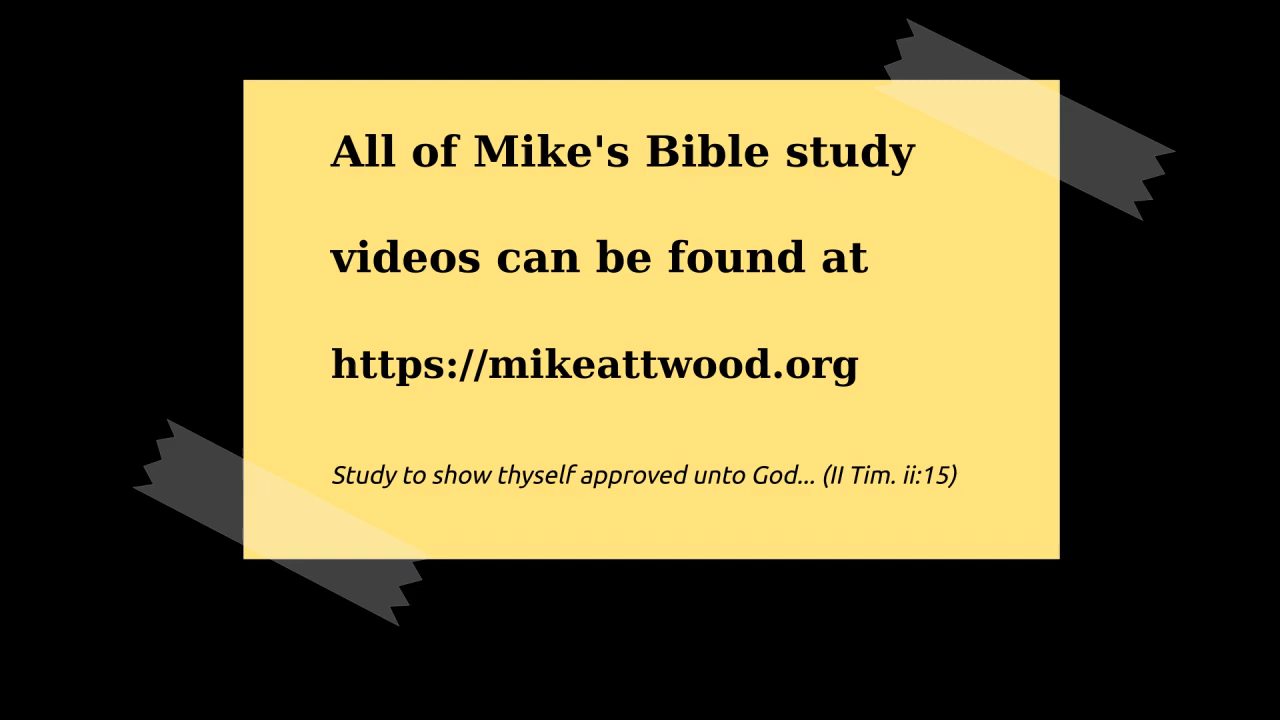 All of Mike's Bible study
videos can be found at
https://mikeattwood.org
Study to show thyself approved unto God... (II Tim. ii:15)